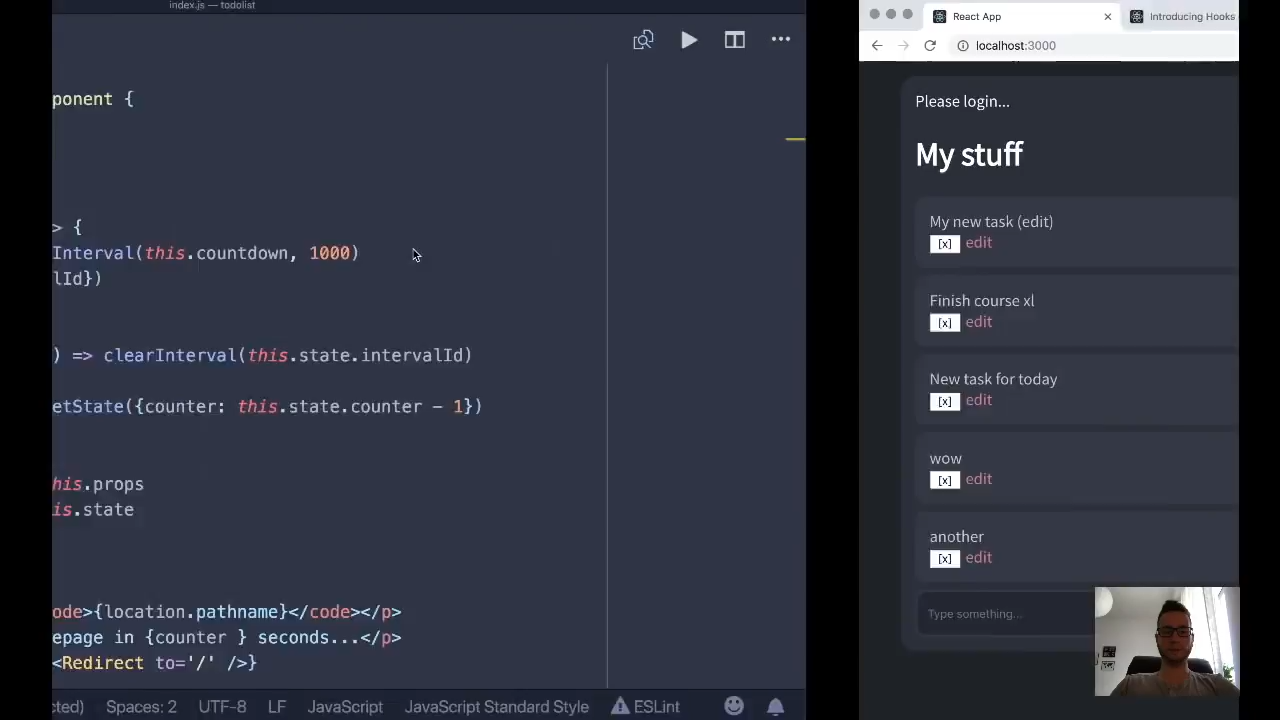 index.js — todolist
ponent {
> {
Interval(this.countdown, 1000)
lId})
) => clearInterval(this.state.intervalId)
etState({counter: this.state.counter − 1})
his.props
is.state
ode>{location.pathname}</code></p>
epage in {counter } seconds...</p>
<Redirect to='/' />}
cted) Spaces: 2 UTF-8 LF JavaScript JavaScript Standard Style ESLint
React App
Introducing Hooks
localhost:3000
Please login...
My stuff
My new task (edit)
[x] edit
Finish course xl
[x] edit
New task for today
[x] edit
wow
[x] edit
another
[x] edit
Type something...